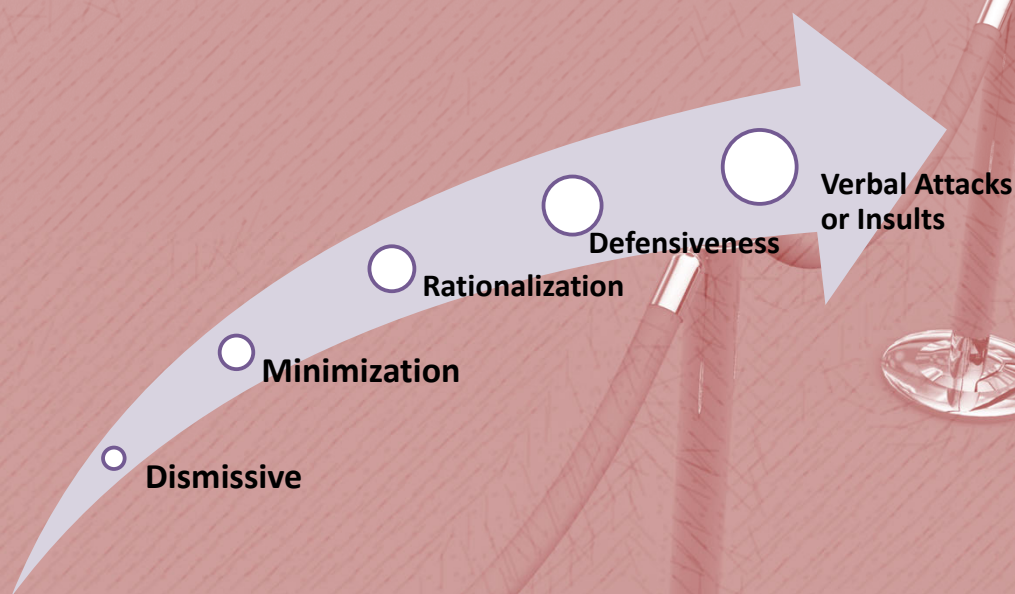 Dismissive
Minimization
Rationalization
Defensiveness
Verbal Attacks
or Insults